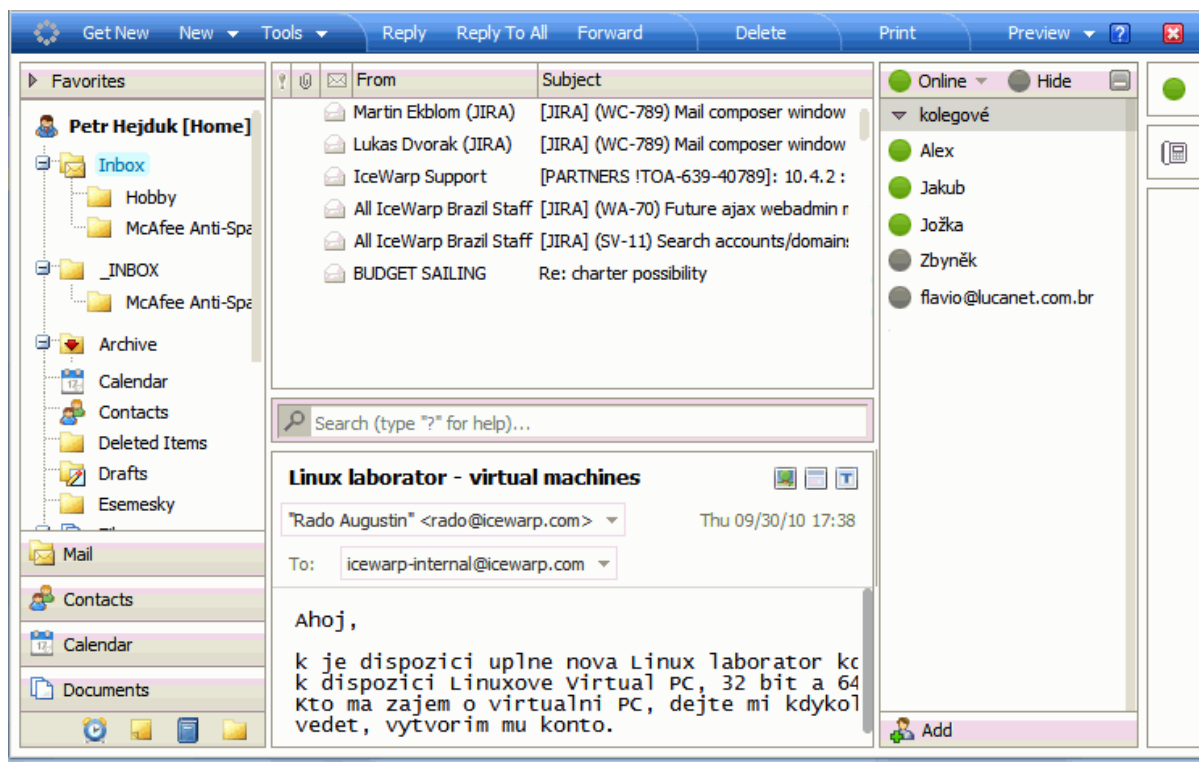 Get New New Tools Reply Reply To All Forward Delete Print Preview ?
Favorites
Petr Hejduk [Home]
Inbox
Hobby
McAfee Anti-Spa
_INBOX
McAfee Anti-Spa
Archive
Calendar
Contacts
Deleted Items
Drafts
Esemesky
Mail
Contacts
Calendar
Documents
From Subject
Martin Ekblom (JIRA) [JIRA] (WC-789) Mail composer window
Lukas Dvorak (JIRA) [JIRA] (WC-789) Mail composer window
IceWarp Support [PARTNERS !TOA-639-40789]: 10.4.2 :
All IceWarp Brazil Staff [JIRA] (WA-70) Future ajax webadmin
All IceWarp Brazil Staff [JIRA] (SV-11) Search accounts/domain
BUDGET SAILING Re: charter possibility
Search (type "?" for help)...
Linux laborator - virtual machines
"Rado Augustin" <rado@icewarp.com> Thu 09/30/10 17:38
To: icewarp-internal@icewarp.com
Ahoj,
k je dispozici uplne nova Linux laborator
k dispozici Linuxove Virtual PC, 32 bit a 64
Kto ma zajem o virtualni PC, dejte mi kdykol
vedet, vytvorim mu konto.
Online Hide
kolegové
Alex
Jakub
Jožka
Zbyněk
flavio@lucanet.com.br
Add